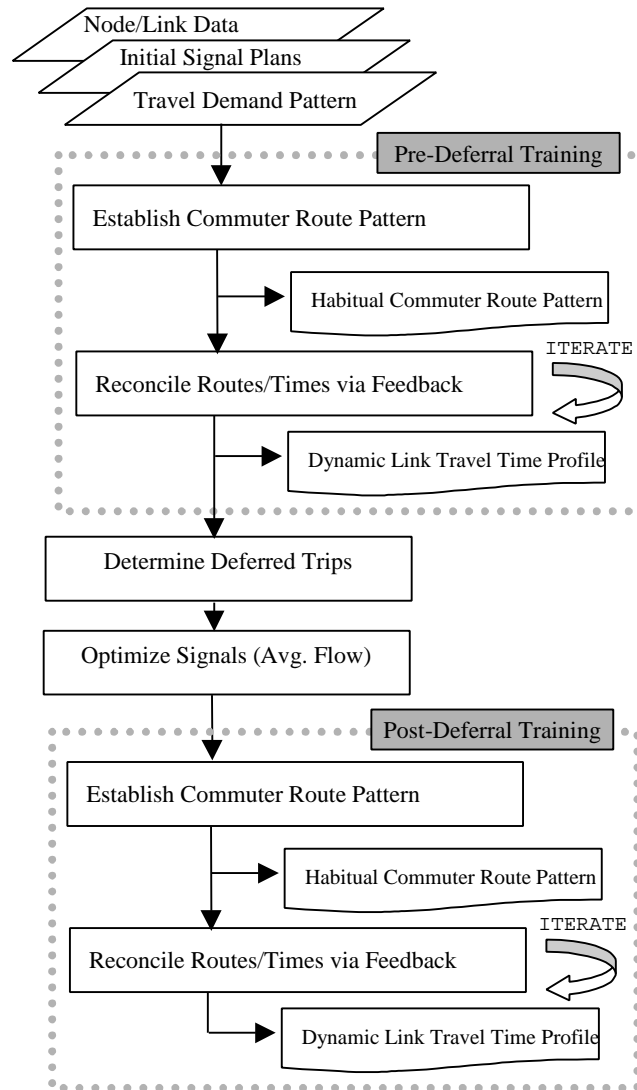 Node/Link Data
Initial Signal Plans
Travel Demand Pattern
Pre-Deferral Training
Establish Commuter Route Pattern
Habitual Commuter Route Pattern
ITERATE
Reconcile Routes/Times via Feedback
Dynamic Link Travel Time Profile
Determine Deferred Trips
Optimize Signals (Avg. Flow)
Post-Deferral Training
Establish Commuter Route Pattern
Habitual Commuter Route Pattern
ITERATE
Reconcile Routes/Times via Feedback
Dynamic Link Travel Time Profile